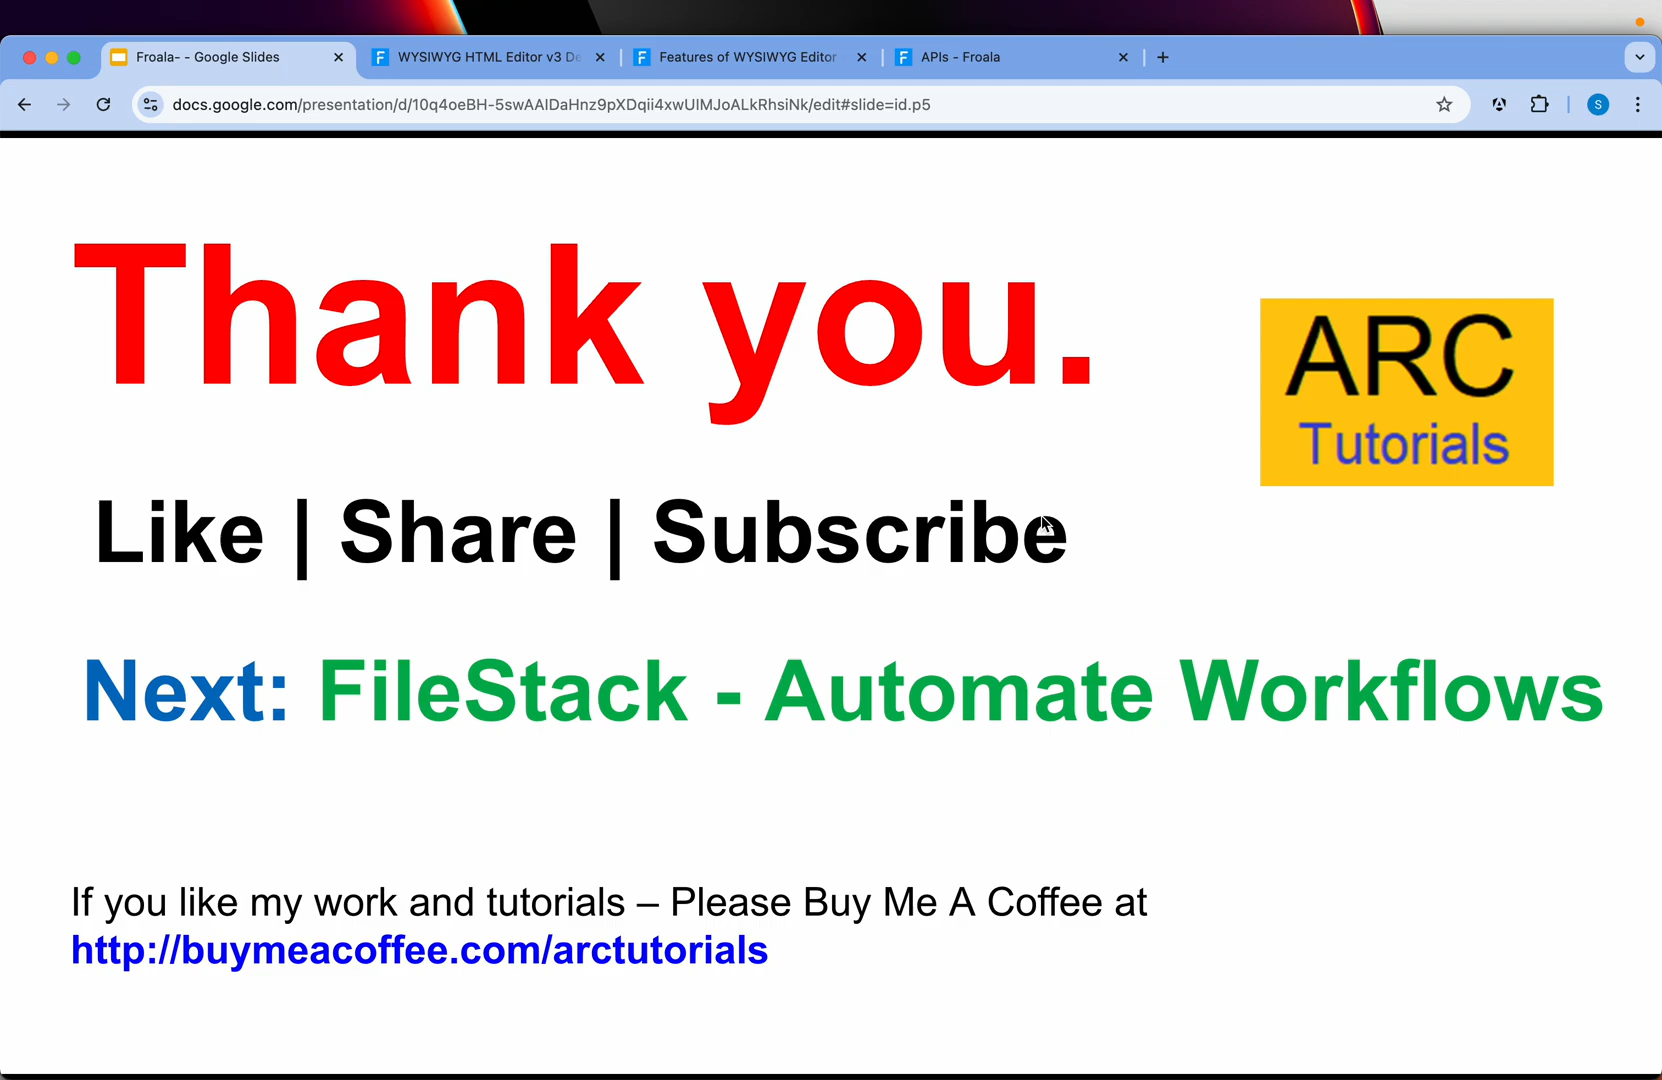 Froala- - Google Slides
WYSIWYG HTML Editor v3 De
Features of WYSIWYG Editor
APIs - Froala
docs.google.com/presentation/d/10q4oeBH-5swAAIDaHnz9pXDqii4xwUIMJoALkRhsiNk/edit#slide=id.p5
S
Thank you.
ARC
Tutorials
Like | Share | Subscribe
Next: FileStack - Automate Workflows
If you like my work and tutorials – Please Buy Me A Coffee at
http://buymeacoffee.com/arctutorials